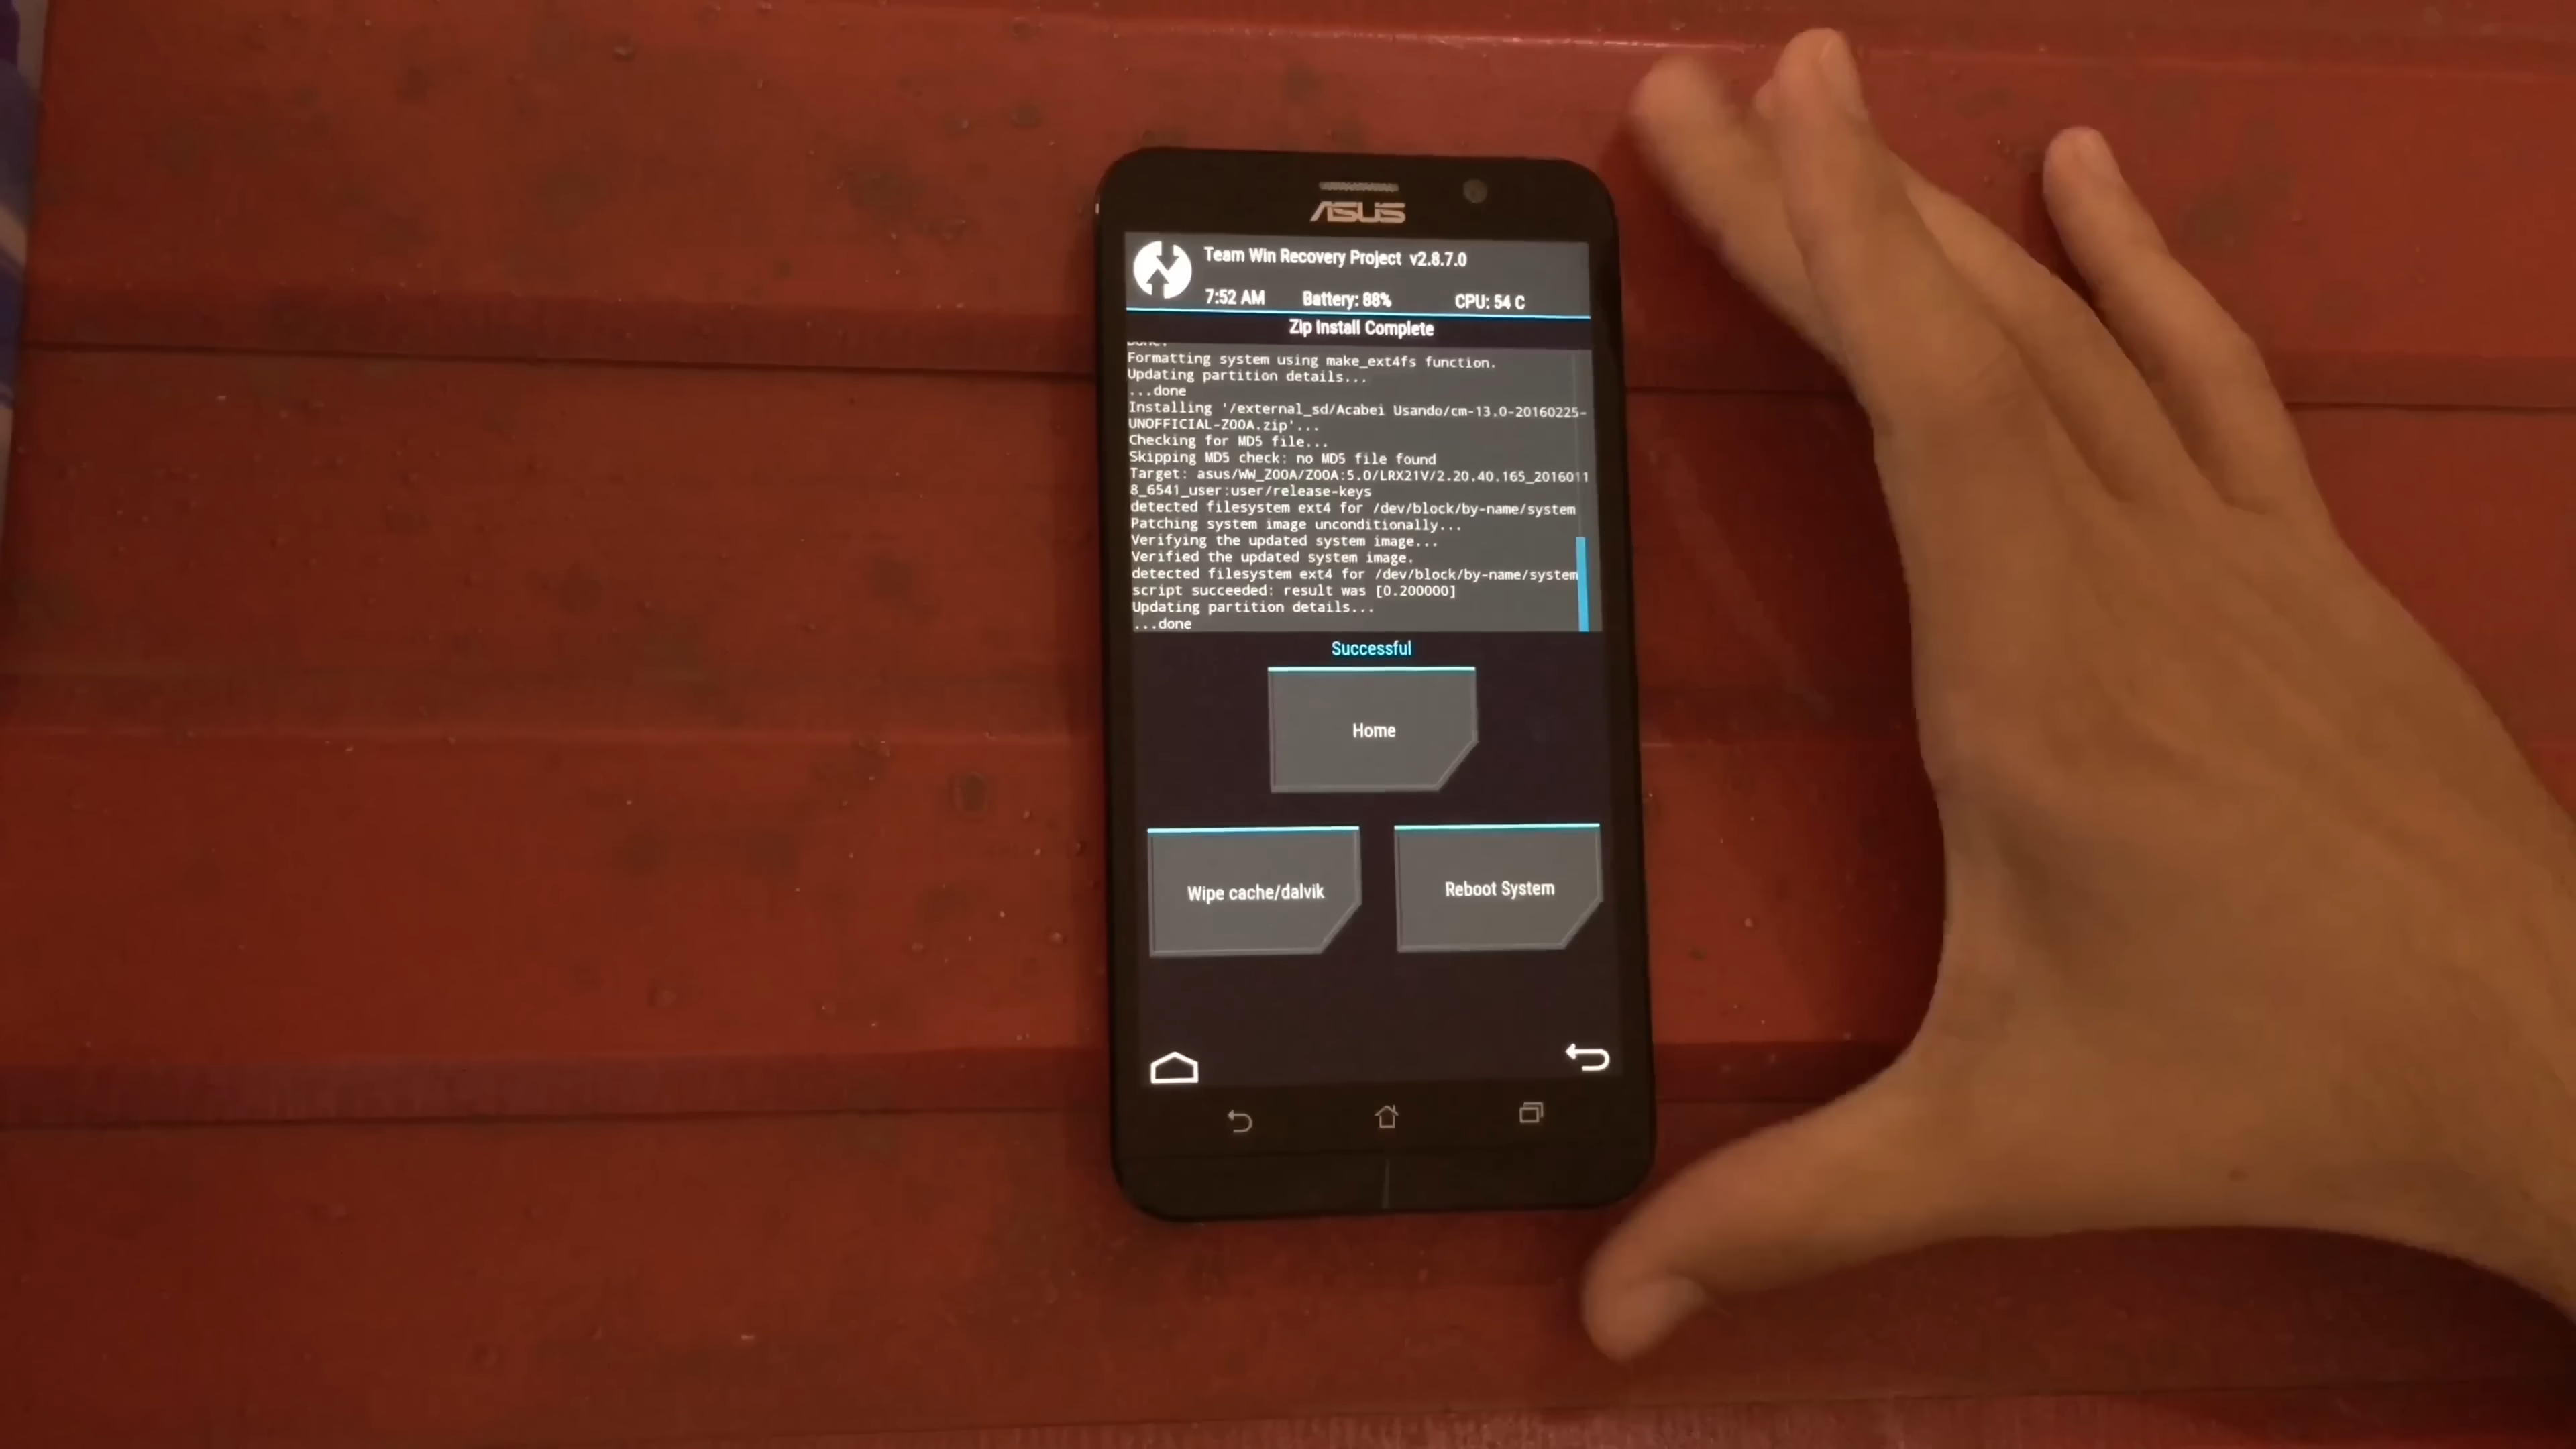 ASUS
Team Win Recovery Project v2.8.7.0
7:52 AM Battery: 88% CPU: 54 C
Zip Install Complete
Done.
Formatting system using make_ext4fs function.
Updating partition details...
...done
Installing '/external_sd/Acabei Usando/cm-13.0-20160225-
UNOFFICIAL-Z00A.zip'...
Checking for MD5 file...
Skipping MD5 check: no MD5 file found
Target: asus/WW_Z00A/Z00A:5.0/LRX21V/2.20.40.165_2016011
8_6541_user:user/release-keys
detected filesystem ext4 for /dev/block/by-name/system
Patching system image unconditionally...
Verifying the updated system image...
Verified the updated system image.
detected filesystem ext4 for /dev/block/by-name/system
script succeeded: result was [0.200000]
Updating partition details...
...done
Successful
Home
Wipe cache/dalvik
Reboot System